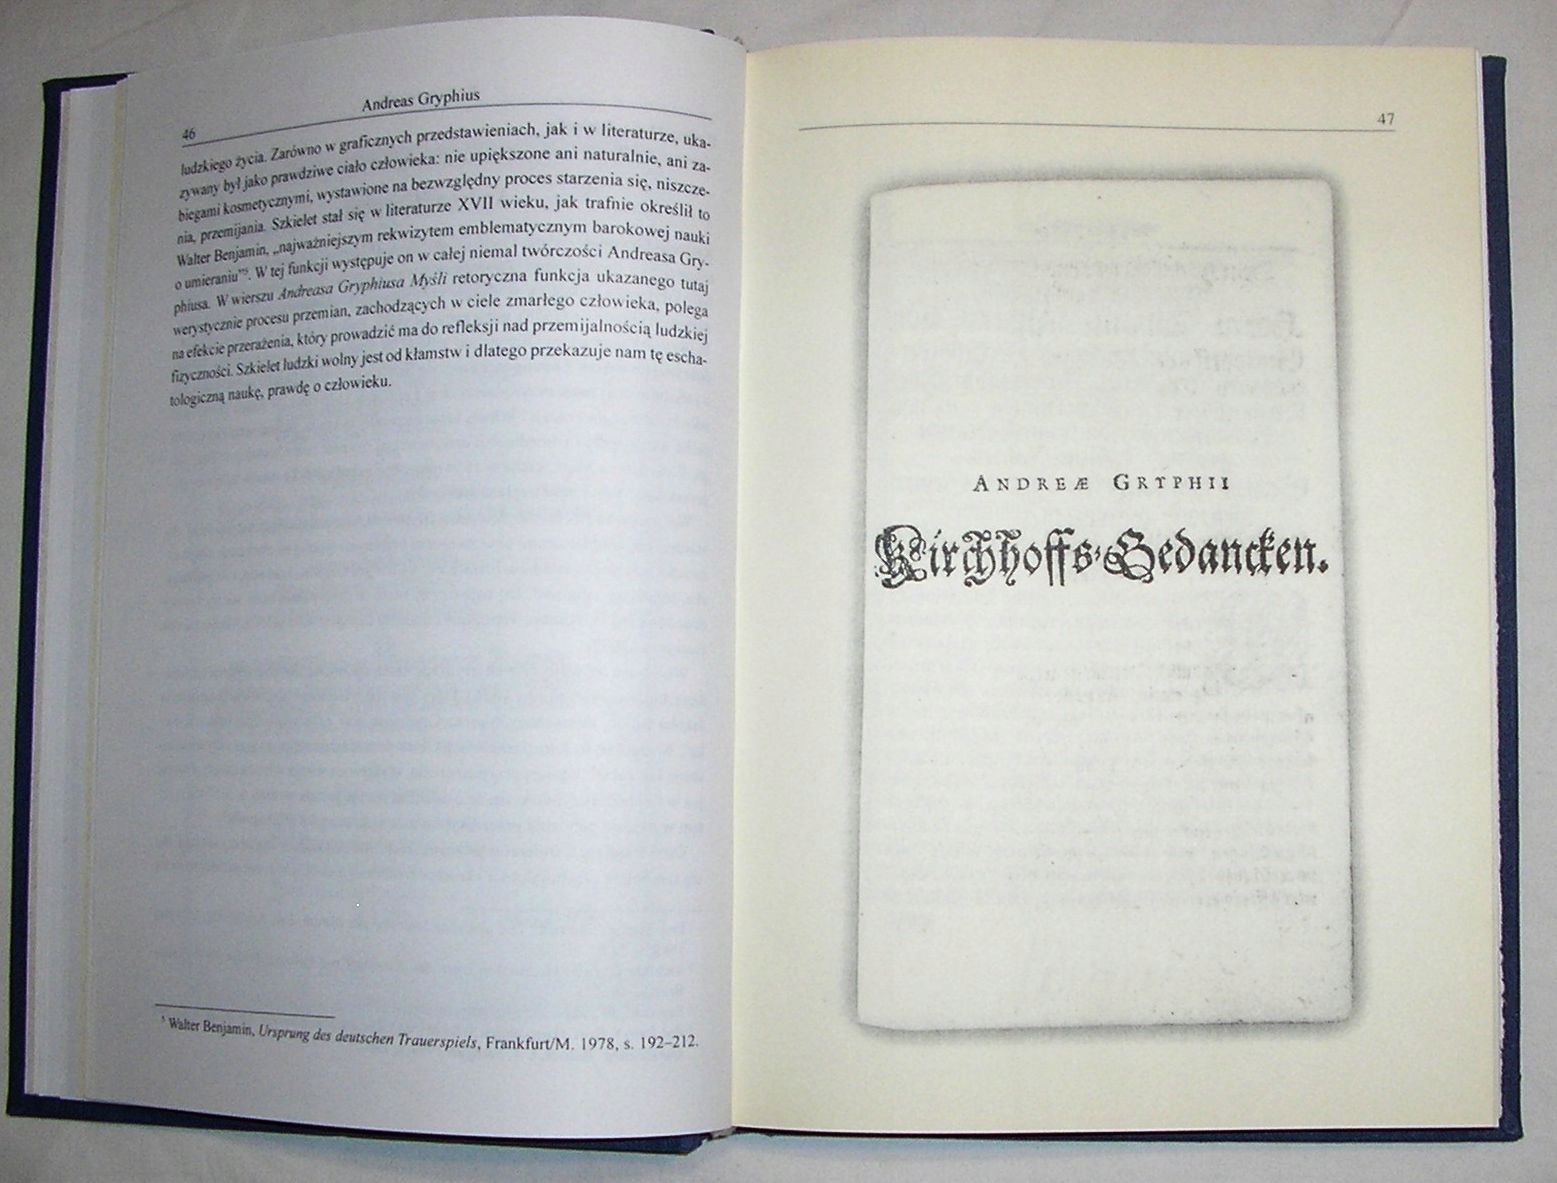 46
Andreas Gryphius
ludzkiego życia. Zarówno w graficznych przedstawieniach, jak i w literaturze, uka-
zywany był jako prawdziwe ciało człowieka: nie upiększone ani naturalnie, ani za-
biegami kosmetycznymi, wystawione na bezwzględny proces starzenia się, niszcze-
nia, przemijania. Szkielet stał się w literaturze XVII wieku, jak trafnie określił to
Walter Benjamin, „najważniejszym rekwizytem emblematycznym barokowej nauki
o umieraniu”⁵. W tej funkcji występuje on w całej niemal twórczości Andreasa Gry-
phiusa. W wierszu Andreasa Gryphiusa Myśli retoryczna funkcja ukazanego tutaj
werystycznie procesu przemian, zachodzących w ciele zmarłego człowieka, polega
na efekcie przerażenia, który prowadzić ma do refleksji nad przemijalnością ludzkiej
fizyczności. Szkielet ludzki wolny jest od kłamstw i dlatego przekazuje nam tę escha-
tologiczną naukę, prawdę o człowieku.
⁵ Walter Benjamin, Ursprung des deutschen Trauerspiels, Frankfurt/M. 1978, s. 192–212.
47
ANDREÆ GRYPHII
Kirchhoffs-Gedancken.